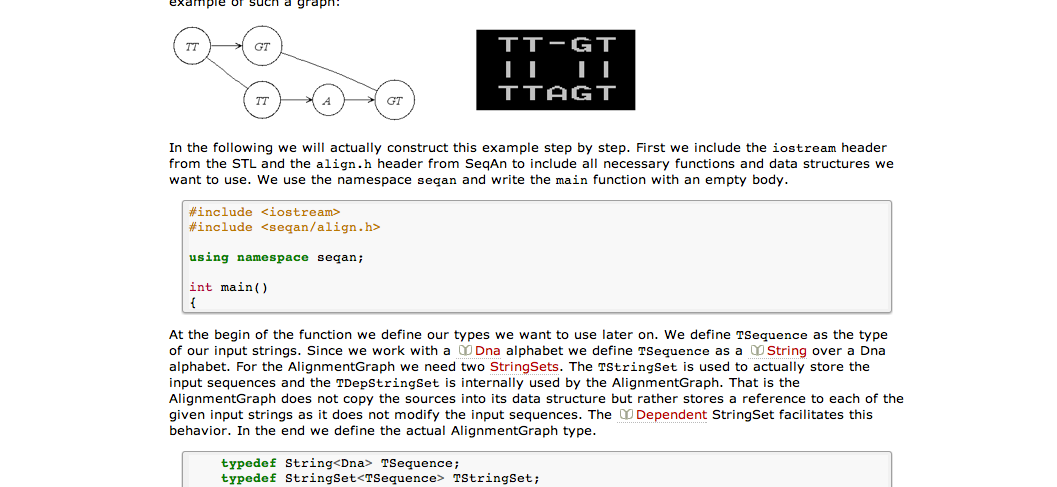 example of such a graph:
TT GT
TT A GT
TT-GT
|| ||
TTAGT
In the following we will actually construct this example step by step. First we include the iostream header
from the STL and the align.h header from SeqAn to include all necessary functions and data structures we
want to use. We use the namespace seqan and write the main function with an empty body.
#include <iostream>
#include <seqan/align.h>
using namespace seqan;
int main()
{
At the begin of the function we define our types we want to use later on. We define TSequence as the type
of our input strings. Since we work with a Dna alphabet we define TSequence as a String over a Dna
alphabet. For the AlignmentGraph we need two StringSets. The TStringSet is used to actually store the
input sequences and the TDepStringSet is internally used by the AlignmentGraph. That is the
AlignmentGraph does not copy the sources into its data structure but rather stores a reference to each of the
given input strings as it does not modify the input sequences. The Dependent StringSet facilitates this
behavior. In the end we define the actual AlignmentGraph type.
typedef String<Dna> TSequence;
typedef StringSet<TSequence> TStringSet;